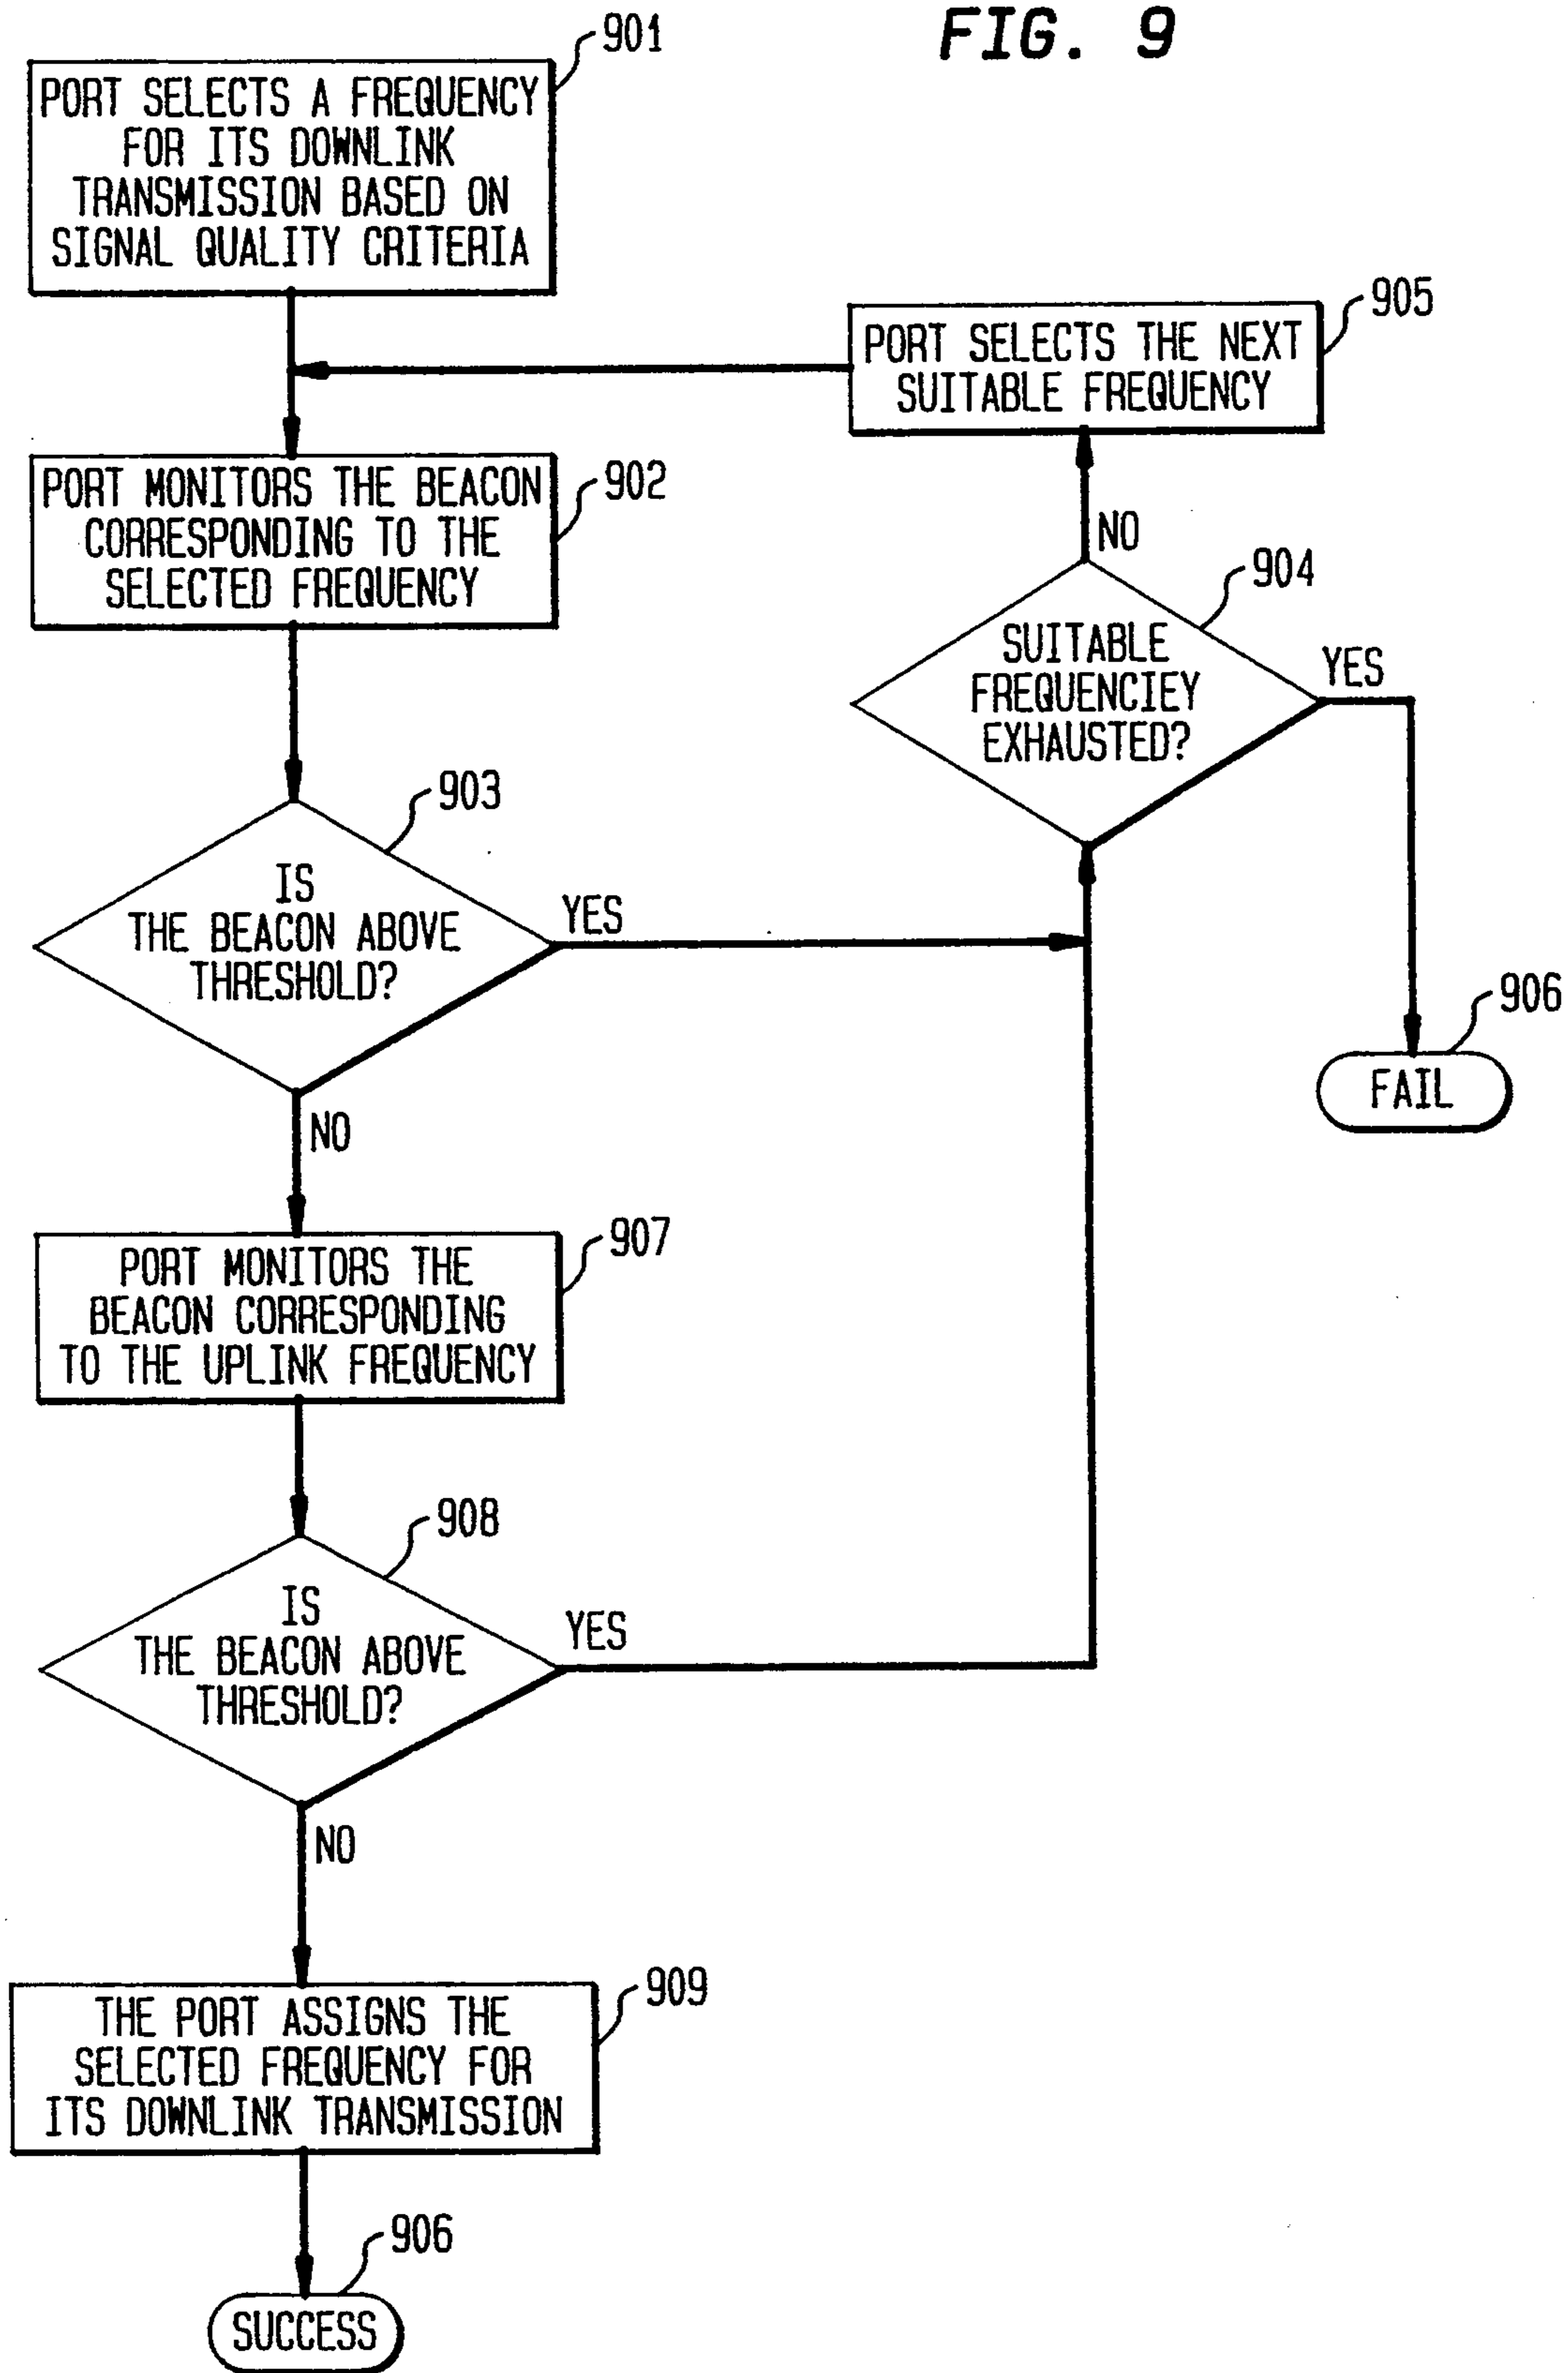 FIG. 9
901
PORT SELECTS A FREQUENCY
FOR ITS DOWNLINK
TRANSMISSION BASED ON
SIGNAL QUALITY CRITERIA
905
PORT SELECTS THE NEXT
SUITABLE FREQUENCY
902
PORT MONITORS THE BEACON
CORRESPONDING TO THE
SELECTED FREQUENCY
NO
904
SUITABLE
FREQUENCIEY
EXHAUSTED?
YES
903
IS
THE BEACON ABOVE
THRESHOLD?
YES
906
FAIL
NO
907
PORT MONITORS THE
BEACON CORRESPONDING
TO THE UPLINK FREQUENCY
908
IS
THE BEACON ABOVE
THRESHOLD?
YES
NO
909
THE PORT ASSIGNS THE
SELECTED FREQUENCY FOR
ITS DOWNLINK TRANSMISSION
906
SUCCESS